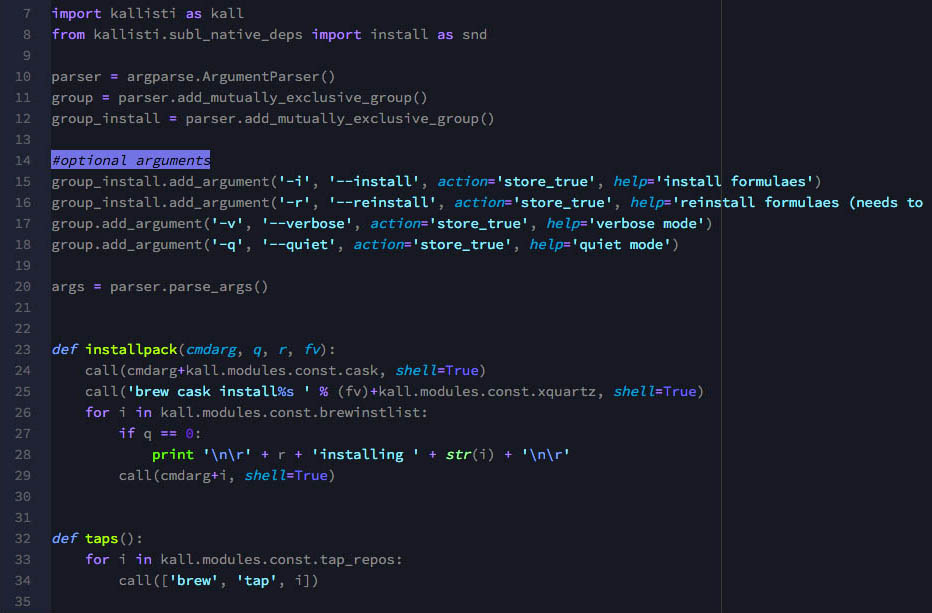 7 import kallisti as kall
8 from kallisti.subl_native_deps import install as snd
9
10 parser = argparse.ArgumentParser()
11 group = parser.add_mutually_exclusive_group()
12 group_install = parser.add_mutually_exclusive_group()
13
14 #optional arguments
15 group_install.add_argument('-i', '--install', action='store_true', help='install formulaes')
16 group_install.add_argument('-r', '--reinstall', action='store_true', help='reinstall formulaes (needs to
17 group.add_argument('-v', '--verbose', action='store_true', help='verbose mode')
18 group.add_argument('-q', '--quiet', action='store_true', help='quiet mode')
19
20 args = parser.parse_args()
21
22
23 def installpack(cmdarg, q, r, fv):
24     call(cmdarg+kall.modules.const.cask, shell=True)
25     call('brew cask install%s ' % (fv)+kall.modules.const.xquartz, shell=True)
26     for i in kall.modules.const.brewinstlist:
27         if q == 0:
28             print '\n\r' + r + 'installing ' + str(i) + '\n\r'
29         call(cmdarg+i, shell=True)
30
31
32 def taps():
33     for i in kall.modules.const.tap_repos:
34         call(['brew', 'tap', i])
35